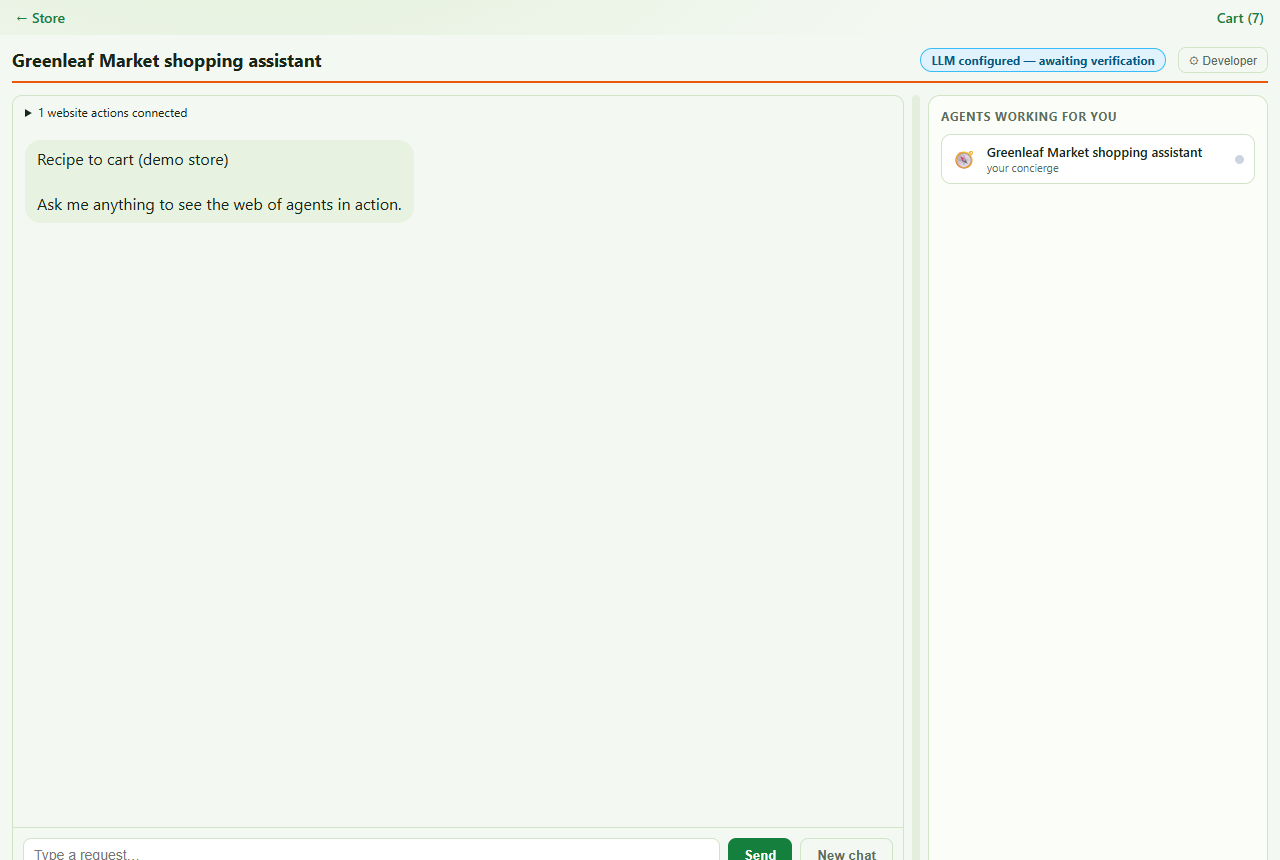 ← Store
Cart (7)
Greenleaf Market shopping assistant
LLM configured — awaiting verification
⚙ Developer
▶ 1 website actions connected
Recipe to cart (demo store)
Ask me anything to see the web of agents in action.
AGENTS WORKING FOR YOU
Greenleaf Market shopping assistant
your concierge
Type a request...
Send
New chat